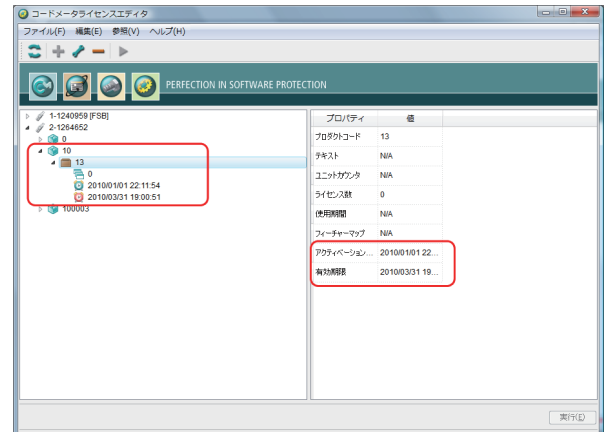 コードメータライセンスエディタ
ファイル(F) 編集(E) 参照(V) ヘルプ(H)
PERFECTION IN SOFTWARE PROTECTION
1-1240959 [FSB]
2-1264652
0
10
13
0
2010/01/01 22:11:54
2010/03/31 19:00:51
100003
プロパティ 値
プロダクトコード 13
テキスト N/A
ユニットカウンタ N/A
ライセンス数 0
使用期間 N/A
フィーチャーマップ N/A
アクティベーション... 2010/01/01 22...
有効期限 2010/03/31 19...
実行(E)